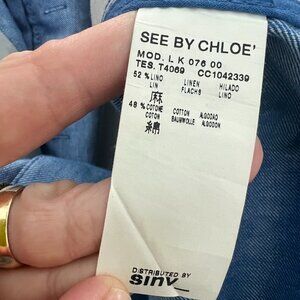 SEE BY CHLOE'
MOD. L K 076 00
TES. T4069 CC1042339
52 % LINO LINEN HILADO
LIN FLACHS LINO
麻
48 % COTONE COTTON ALGODAO
COTON BAUMWOLLE ALGODON
綿
DISTRIBUTED BY
SINV